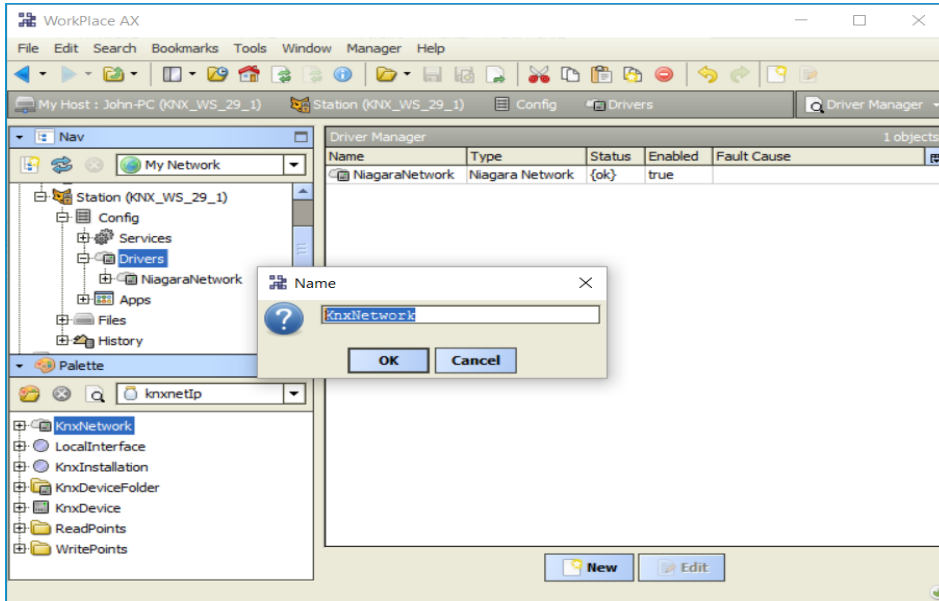 WorkPlace AX
File Edit Search Bookmarks Tools Window Manager Help
My Host : John-PC (KNX_WS_29_1) Station (KNX_WS_29_1) Config Drivers Driver Manager
Nav
My Network
Station (KNX_WS_29_1)
Config
Services
Drivers
NiagaraNetwork
Apps
Files
History
Palette
knxnetIp
KnxNetwork
LocalInterface
KnxInstallation
KnxDeviceFolder
KnxDevice
ReadPoints
WritePoints
Driver Manager 1 objects
Name Type Status Enabled Fault Cause
NiagaraNetwork Niagara Network {ok} true
Name
KnxNetwork
OK Cancel
New Edit